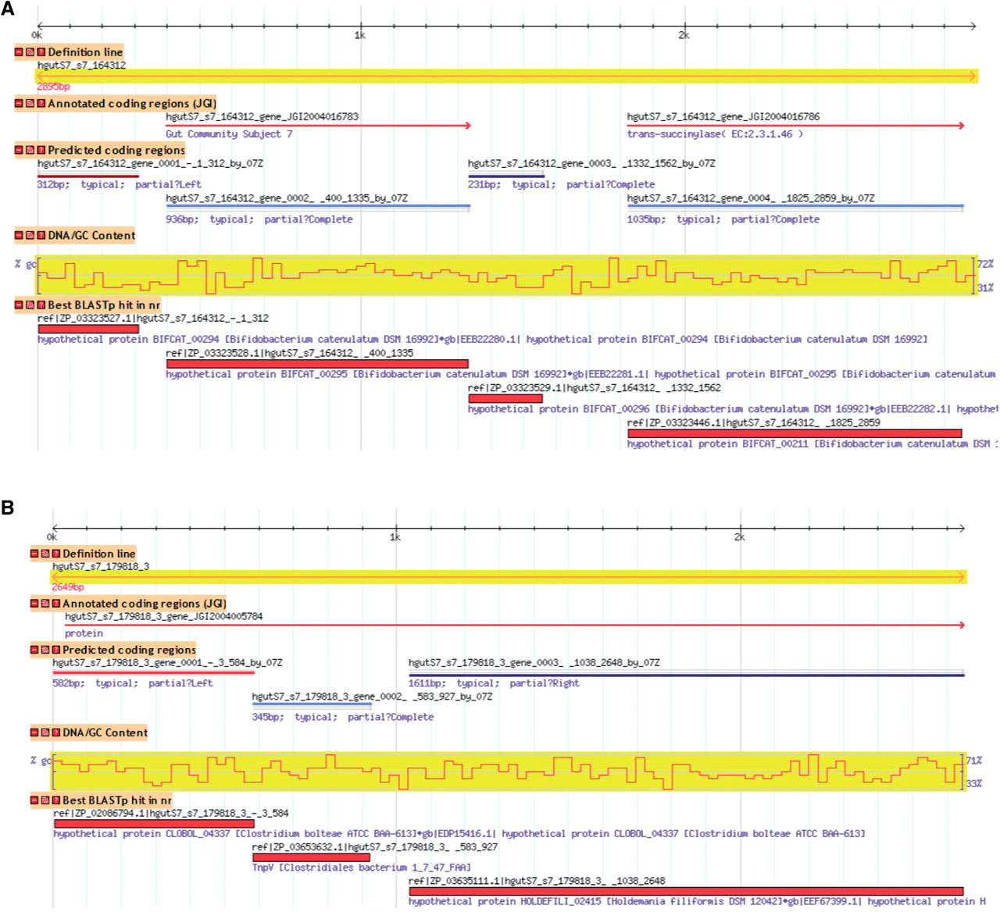 A
0k 1k 2k
Definition line
hgutS7_s7_164312
2895bp
Annotated coding regions (JGI)
hgutS7_s7_164312_gene_JGI2004016783 hgutS7_s7_164312_gene_JGI2004016786
Gut Community Subject 7 trans-succinylase( EC:2.3.1.46 )
Predicted coding regions
hgutS7_s7_164312_gene_0001_-_1_312_by_07Z hgutS7_s7_164312_gene_0003_ _1332_1562_by_07Z
312bp; typical; partial?Left 231bp; typical; partial?Complete
hgutS7_s7_164312_gene_0002_ _400_1335_by_07Z hgutS7_s7_164312_gene_0004_ _1825_2859_by_07Z
936bp; typical; partial?Complete 1035bp; typical; partial?Complete
DNA/GC Content
% gc 72%
31%
Best BLASTp hit in nr
ref|ZP_03323527.1|hgutS7_s7_164312_-_1_312
hypothetical protein BIFCAT_00294 [Bifidobacterium catenulatum DSM 16992]♦gb|EEB22280.1| hypothetical protein BIFCAT_00294 [Bifidobacterium catenulatum DSM 16992]
ref|ZP_03323528.1|hgutS7_s7_164312_ _400_1335
hypothetical protein BIFCAT_00295 [Bifidobacterium catenulatum DSM 16992]♦gb|EEB22281.1| hypothetical protein BIFCAT_00295 [Bifidobacterium catenulatum
ref|ZP_03323529.1|hgutS7_s7_164312_ _1332_1562
hypothetical protein BIFCAT_00296 [Bifidobacterium catenulatum DSM 16992]♦gb|EEB22282.1| hypothet
ref|ZP_03323446.1|hgutS7_s7_164312_ _1825_2859
hypothetical protein BIFCAT_00211 [Bifidobacterium catenulatum DSM
B
0k 1k 2k
Definition line
hgutS7_s7_179818_3
2649bp
Annotated coding regions (JGI)
hgutS7_s7_179818_3_gene_JGI2004005784
protein
Predicted coding regions
hgutS7_s7_179818_3_gene_0001_-_3_584_by_07Z hgutS7_s7_179818_3_gene_0003_ _1038_2648_by_07Z
582bp; typical; partial?Left 1611bp; typical; partial?Right
hgutS7_s7_179818_3_gene_0002_ _583_927_by_07Z
345bp; typical; partial?Complete
DNA/GC Content
% gc 71%
33%
Best BLASTp hit in nr
ref|ZP_02086794.1|hgutS7_s7_179818_3_-_3_584
hypothetical protein CLOBOL_04337 [Clostridium bolteae ATCC BAA-613]♦gb|EDP15416.1| hypothetical protein CLOBOL_04337 [Clostridium bolteae ATCC BAA-613]
ref|ZP_03653632.1|hgutS7_s7_179818_3_ _583_927
TnpV [Clostridiales bacterium 1_7_47_FAA]
ref|ZP_03635111.1|hgutS7_s7_179818_3_ _1038_2648
hypothetical protein HOLDEFILI_02415 [Holdemania filiformis DSM 12042]♦gb|EEF67399.1| hypothetical protein H